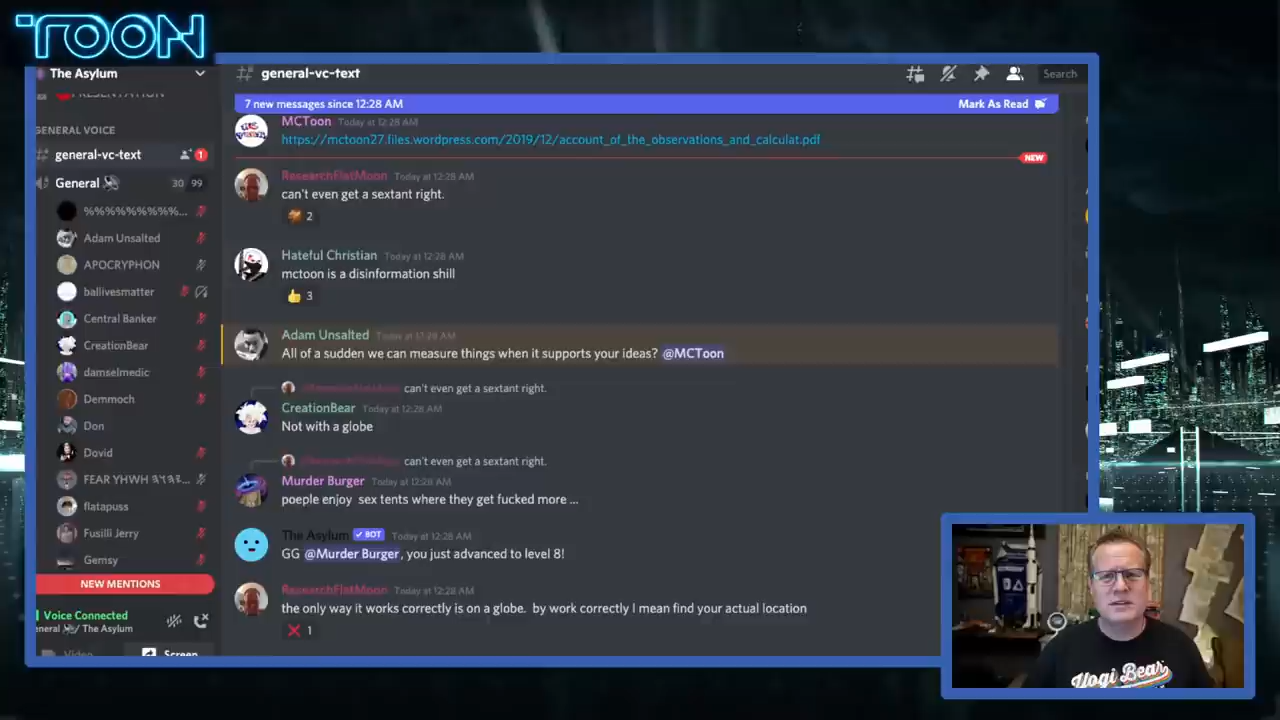 TOON
The Asylum
general-vc-text
Search
PRESENTATION
7 new messages since 12:28 AM
Mark As Read
GENERAL VOICE
general-vc-text
1
General
30 99
%%%%%%%%%%...
Adam Unsalted
APOCRYPHON
ballivesmatter
Central Banker
CreationBear
damselmedic
Demmoch
Don
Dovid
FEAR YHWH
flatapuss
Fusilli Jerry
Gemsy
NEW MENTIONS
Voice Connected
eneral / The Asylum
Video
Screen
MCToon Today at 12:28 AM
https://mctoon27.files.wordpress.com/2019/12/account_of_the_observations_and_calculat.pdf
NEW
ResearchFlatMoon Today at 12:28 AM
can't even get a sextant right.
2
Hateful Christian Today at 12:28 AM
mctoon is a disinformation shill
3
Adam Unsalted Today at 12:28 AM
All of a sudden we can measure things when it supports your ideas? @MCToon
can't even get a sextant right.
CreationBear Today at 12:28 AM
Not with a globe
can't even get a sextant right.
Murder Burger Today at 12:28 AM
poeple enjoy sex tents where they get fucked more ...
The Asylum BOT Today at 12:28 AM
GG @Murder Burger, you just advanced to level 8!
ResearchFlatMoon Today at 12:28 AM
the only way it works correctly is on a globe. by work correctly I mean find your actual location
1
Yogi Bear